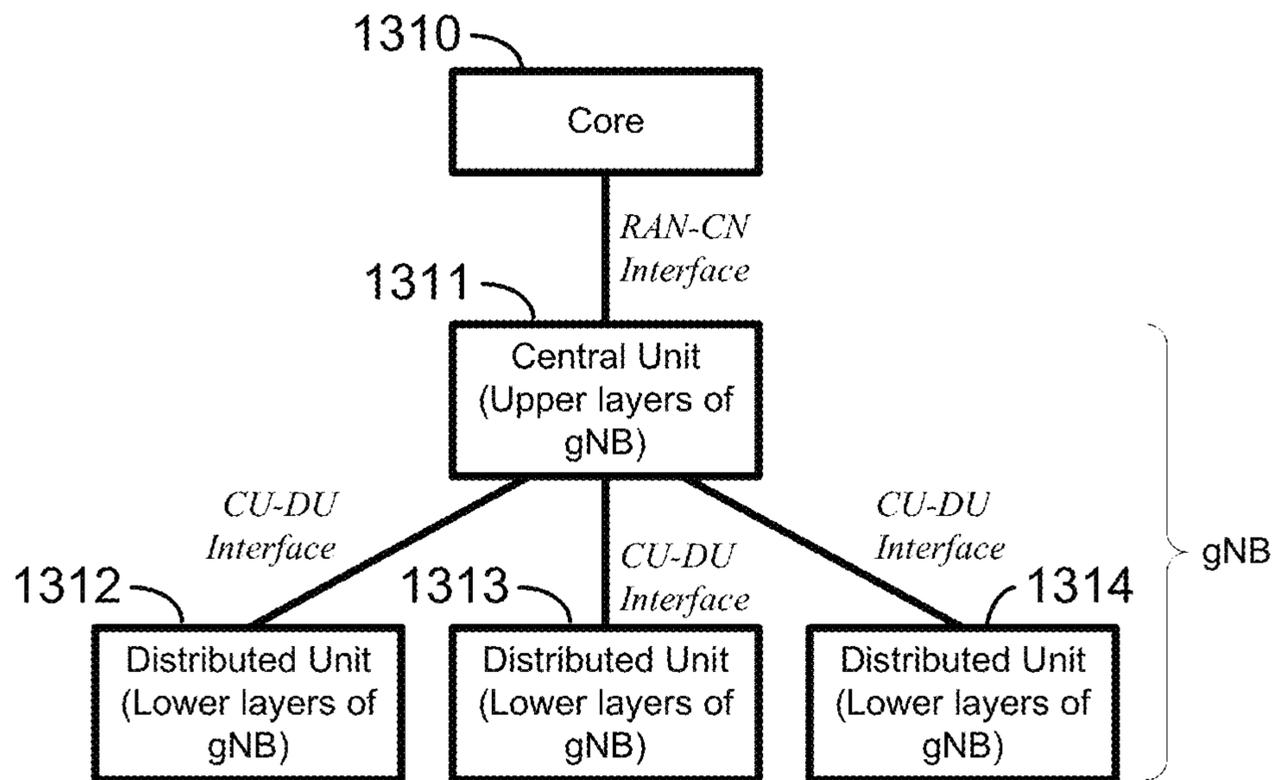 1310
Core
RAN-CN
Interface
1311
Central Unit
(Upper layers of
gNB)
CU-DU
Interface
CU-DU
Interface
CU-DU
Interface
gNB
1312
1313
1314
Distributed Unit
(Lower layers of
gNB)
Distributed Unit
(Lower layers of
gNB)
Distributed Unit
(Lower layers of
gNB)